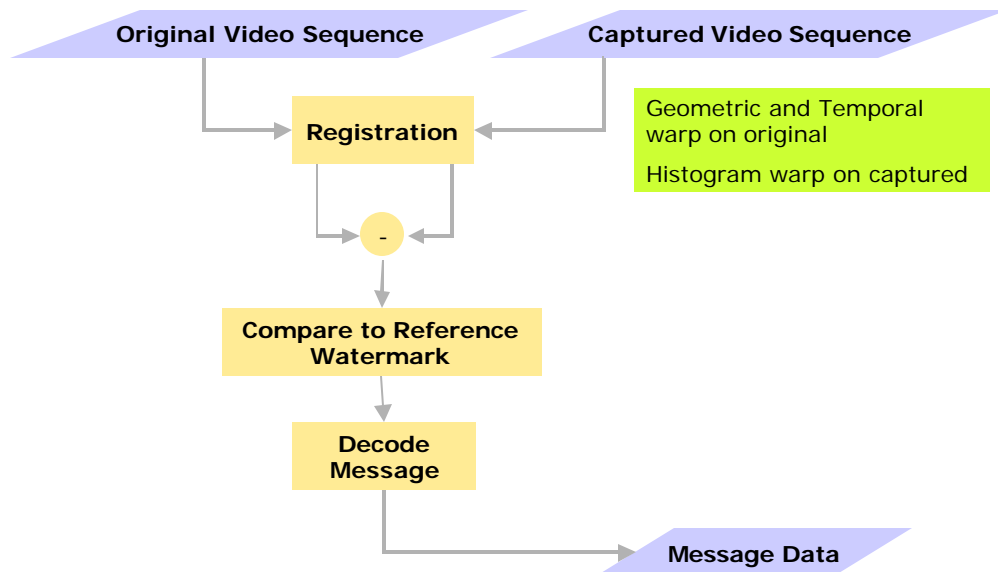 Original Video Sequence
Captured Video Sequence
Registration
Geometric and Temporal
warp on original
Histogram warp on captured
-
Compare to Reference
Watermark
Decode
Message
Message Data